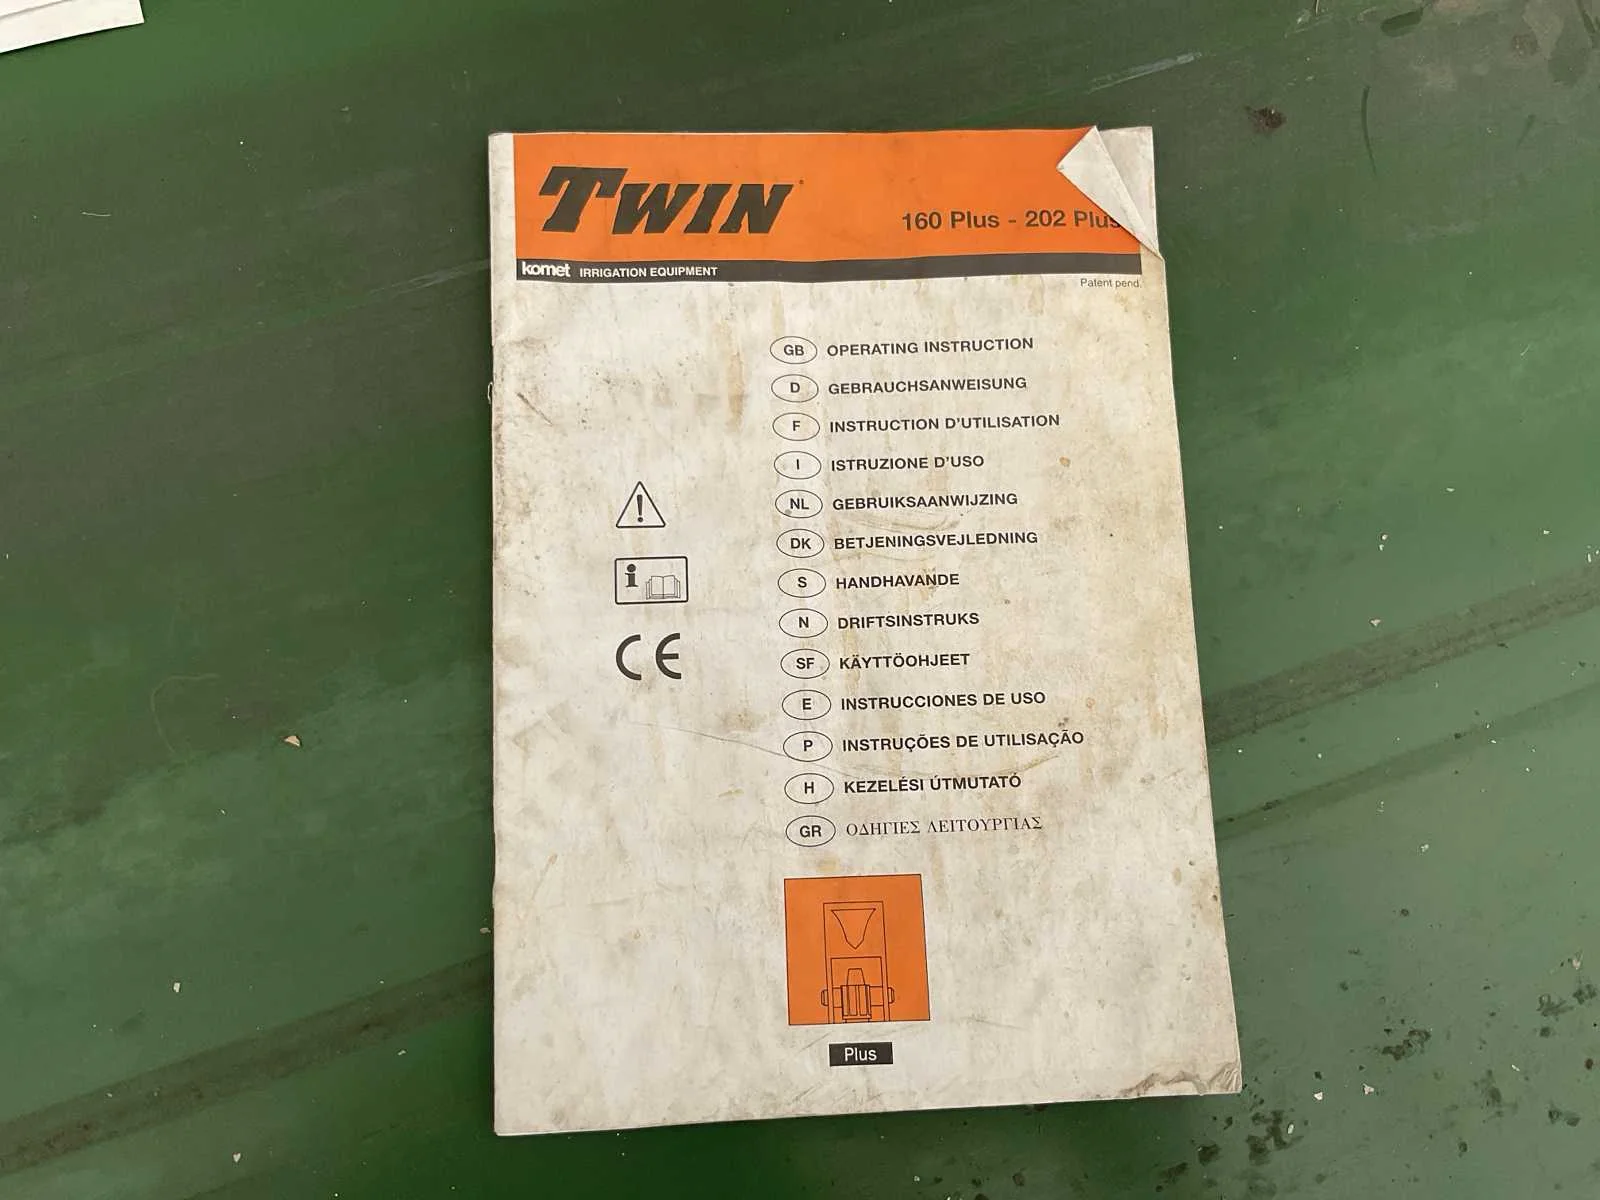 TWIN
160 Plus - 202 Plus
komet IRRIGATION EQUIPMENT
Patent pend.
GB OPERATING INSTRUCTION
D GEBRAUCHSANWEISUNG
F INSTRUCTION D'UTILISATION
I ISTRUZIONE D'USO
NL GEBRUIKSAANWIJZING
DK BETJENINGSVEJLEDNING
S HANDHAVANDE
N DRIFTSINSTRUKS
SF KÄYTTÖOHJEET
E INSTRUCCIONES DE USO
P INSTRUÇÕES DE UTILISAÇÃO
H KEZELÉSI ÚTMUTATÓ
GR ΟΔΗΓΙΕΣ ΛΕΙΤΟΥΡΓΙΑΣ
i
CE
Plus